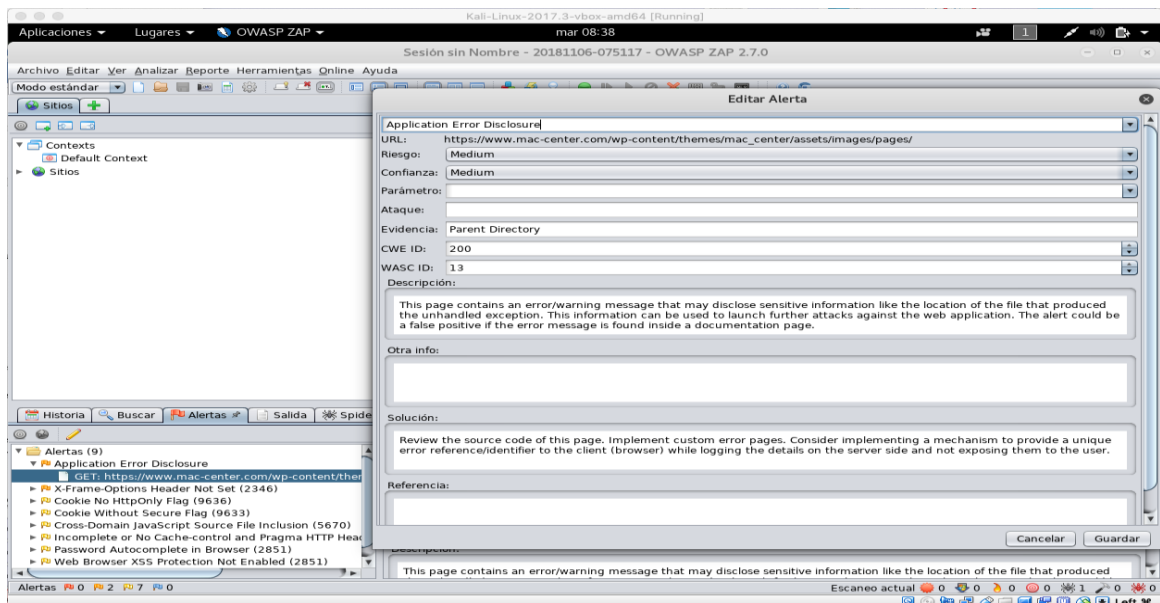 Kali-Linux-2017.3-vbox-amd64 [Running]
Aplicaciones Lugares OWASP ZAP mar 08:38 1
Sesión sin Nombre - 20181106-075117 - OWASP ZAP 2.7.0
Archivo Editar Ver Analizar Reporte Herramientas Online Ayuda
Modo estándar
Sitios
Contexts
Default Context
Sitios
Historia Buscar Alertas Salida Spide
Alertas (9)
Application Error Disclosure
GET: https://www.mac-center.com/wp-content/ther
X-Frame-Options Header Not Set (2346)
Cookie No HttpOnly Flag (9636)
Cookie Without Secure Flag (9633)
Cross-Domain JavaScript Source File Inclusion (5670)
Incomplete or No Cache-control and Pragma HTTP Head
Password Autocomplete in Browser (2851)
Web Browser XSS Protection Not Enabled (2851)
Editar Alerta
Application Error Disclosure
URL: https://www.mac-center.com/wp-content/themes/mac_center/assets/images/pages/
Riesgo: Medium
Confianza: Medium
Parámetro:
Ataque:
Evidencia: Parent Directory
CWE ID: 200
WASC ID: 13
Descripción:
This page contains an error/warning message that may disclose sensitive information like the location of the file that produced
the unhandled exception. This information can be used to launch further attacks against the web application. The alert could be
a false positive if the error message is found inside a documentation page.
Otra info:
Solución:
Review the source code of this page. Implement custom error pages. Consider implementing a mechanism to provide a unique
error reference/identifier to the client (browser) while logging the details on the server side and not exposing them to the user.
Referencia:
Cancelar Guardar
Descripción:
This page contains an error/warning message that may disclose sensitive information like the location of the file that produced
Alertas 0 2 7 0 Escaneo actual 0 0 0 0 1 0 0
Left ⌘